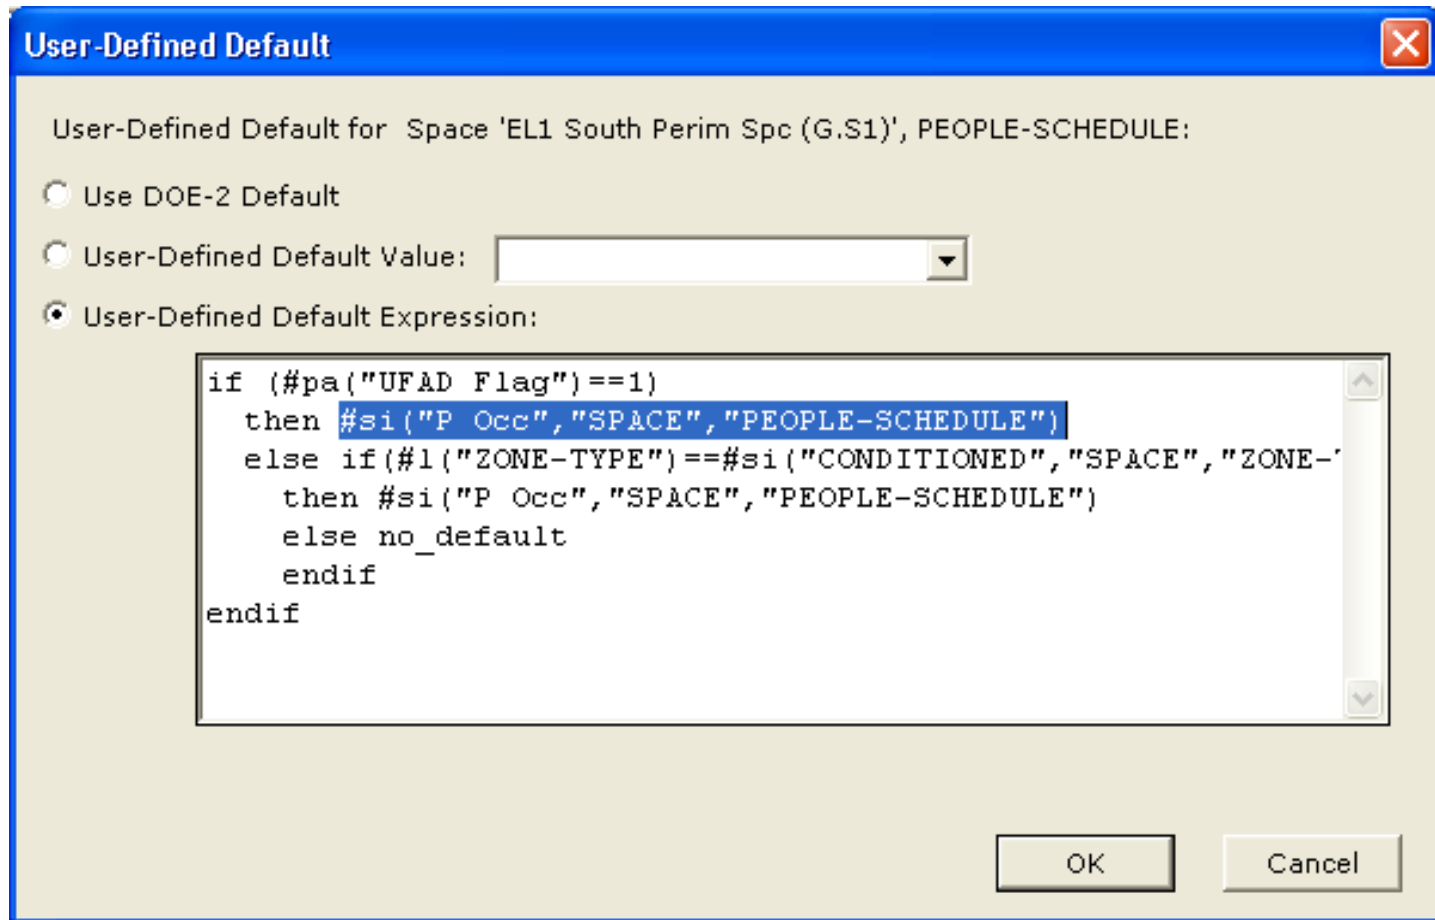 User-Defined Default
User-Defined Default for  Space 'EL1 South Perim Spc (G.S1)', PEOPLE-SCHEDULE:
Use DOE-2 Default
User-Defined Default Value:
User-Defined Default Expression:
if (#pa("UFAD Flag")==1)
  then #si("P Occ","SPACE","PEOPLE-SCHEDULE")
  else if(#l("ZONE-TYPE")==#si("CONDITIONED","SPACE","ZONE-
    then #si("P Occ","SPACE","PEOPLE-SCHEDULE")
    else no_default
    endif
endif
OK
Cancel